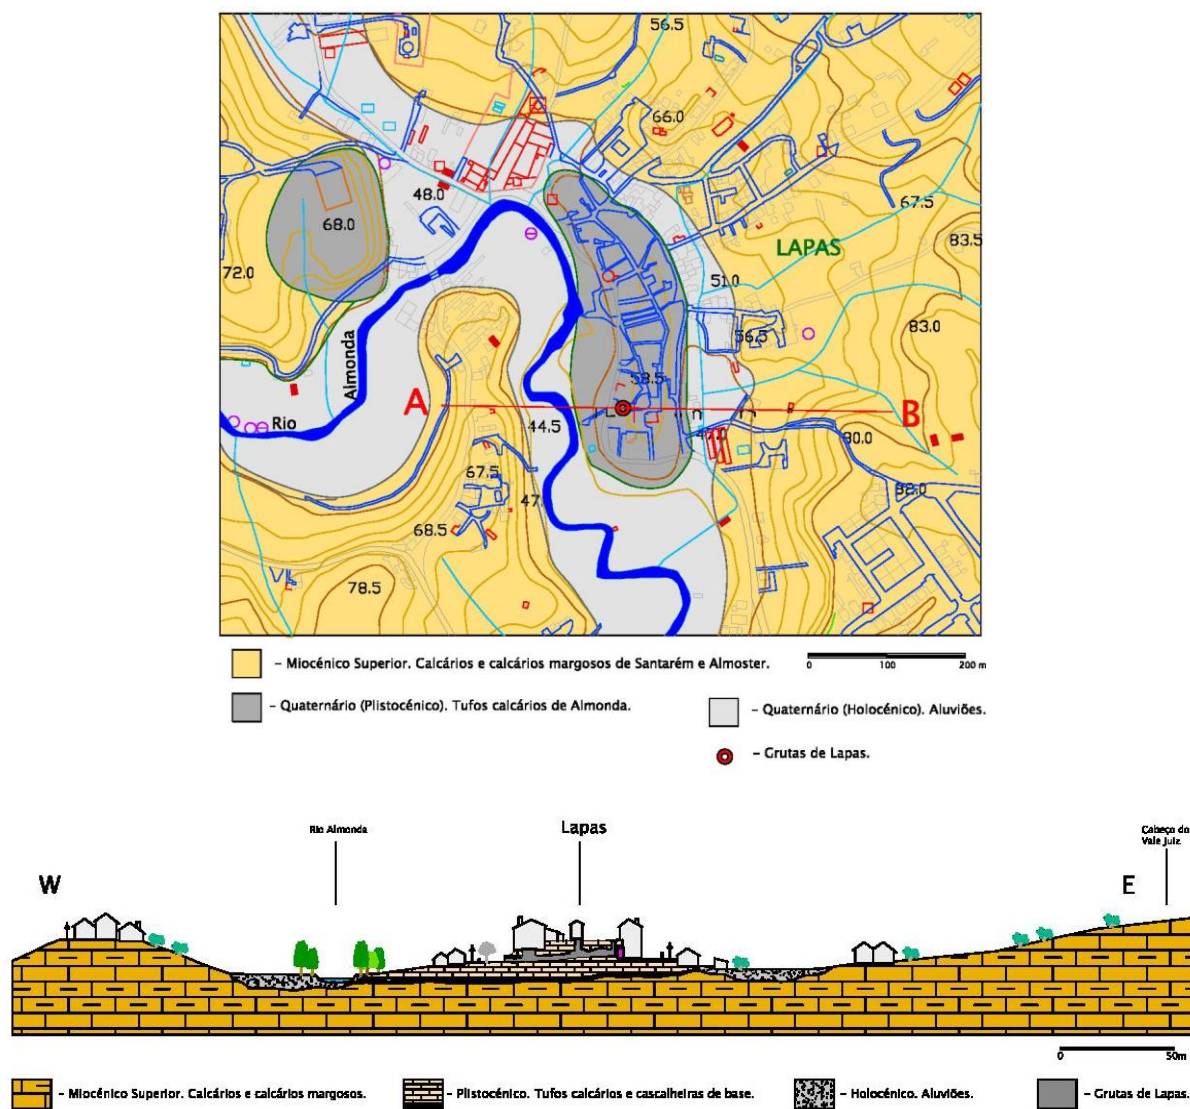 56.5
66.0
48.0
67.5
68.0
LAPAS
83.5
72.0
51.0
56.5
83.0
Almonda
58.5
A
B
Rio
44.5
47.0
80.0
67.5
82.0
47.
68.5
78.5
- Miocénico Superior. Calcários e calcários margosos de Santarém e Almoster.
0 100 200 m
- Quaternário (Plistocénico). Tufos calcários de Almonda.
- Quaternário (Holocénico). Aluviões.
- Grutas de Lapas.
Rio Almonda
Lapas
Cabeço do
Vale Juiz
W
E
0 50m
- Miocénico Superior. Calcários e calcários margosos.
- Plistocénico. Tufos calcários e cascalheiras de base.
- Holocénico. Aluviões.
- Grutas de Lapas.